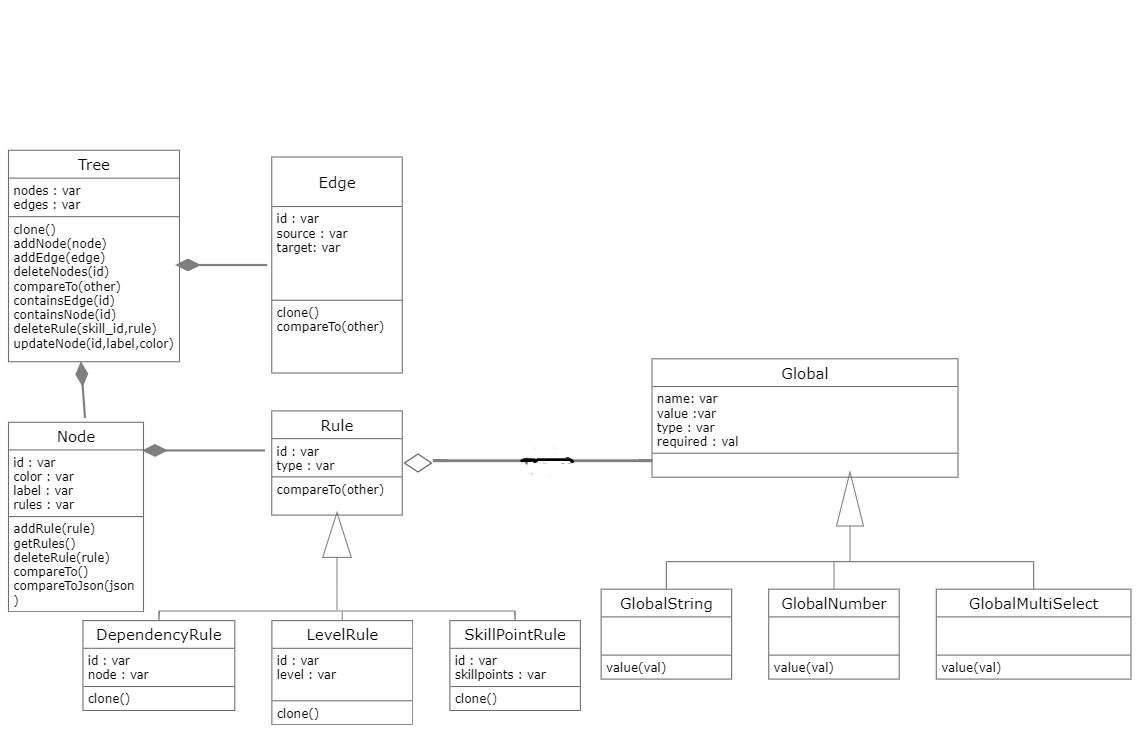 Tree
nodes : var
edges : var
clone()
addNode(node)
addEdge(edge)
deleteNodes(id)
compareTo(other)
containsEdge(id)
containsNode(id)
deleteRule(skill_id,rule)
updateNode(id,label,color)
Edge
id : var
source : var
target: var
clone()
compareTo(other)
Global
name: var
value :var
type : var
required : val
Node
id : var
color : var
label : var
rules : var
addRule(rule)
getRules()
deleteRule(rule)
compareTo()
compareToJson(json
)
Rule
id : var
type : var
compareTo(other)
DependencyRule
id : var
node : var
clone()
LevelRule
id : var
level : var
clone()
SkillPointRule
id : var
skillpoints : var
clone()
GlobalString
value(val)
GlobalNumber
value(val)
GlobalMultiSelect
value(val)